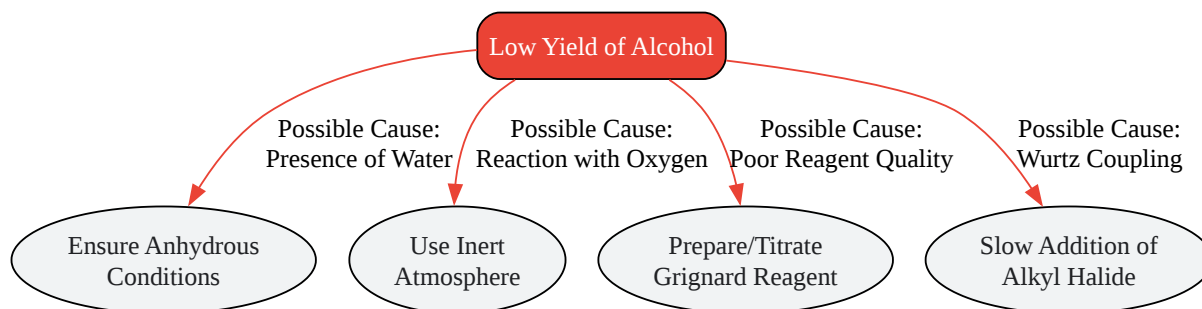 Low Yield of Alcohol
Possible Cause:
Presence of Water
Possible Cause:
Reaction with Oxygen
Possible Cause:
Poor Reagent Quality
Possible Cause:
Wurtz Coupling
Ensure Anhydrous
Conditions
Use Inert
Atmosphere
Prepare/Titrate
Grignard Reagent
Slow Addition of
Alkyl Halide